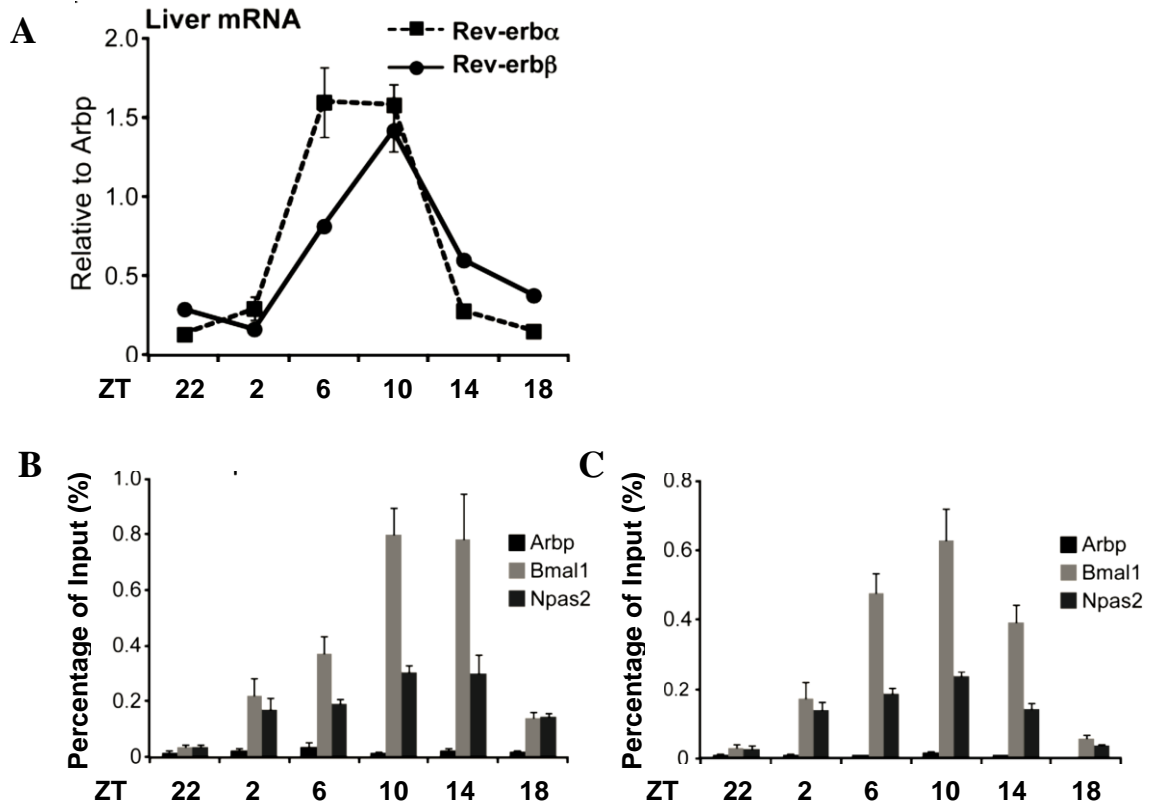 A
Liver mRNA
Rev-erbα
Rev-erbβ
Relative to Arbp
2.0
1.5
1.0
0.5
0
ZT 22 2 6 10 14 18
B
Percentage of Input (%)
1.0
0.8
0.6
0.4
0.2
0
Arbp
Bmal1
Npas2
ZT 22 2 6 10 14 18
C
Percentage of Input (%)
0.8
0.6
0.4
0.2
0
Arbp
Bmal1
Npas2
ZT 22 2 6 10 14 18